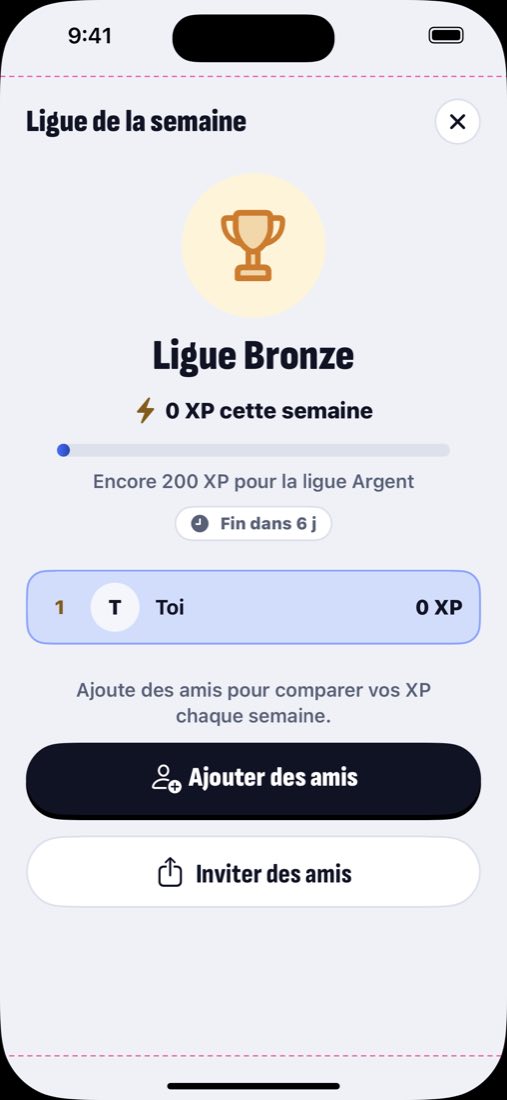 9:41
Ligue de la semaine
Ligue Bronze
0 XP cette semaine
Encore 200 XP pour la ligue Argent
Fin dans 6 j
1 T Toi 0 XP
Ajoute des amis pour comparer vos XP
chaque semaine.
Ajouter des amis
Inviter des amis